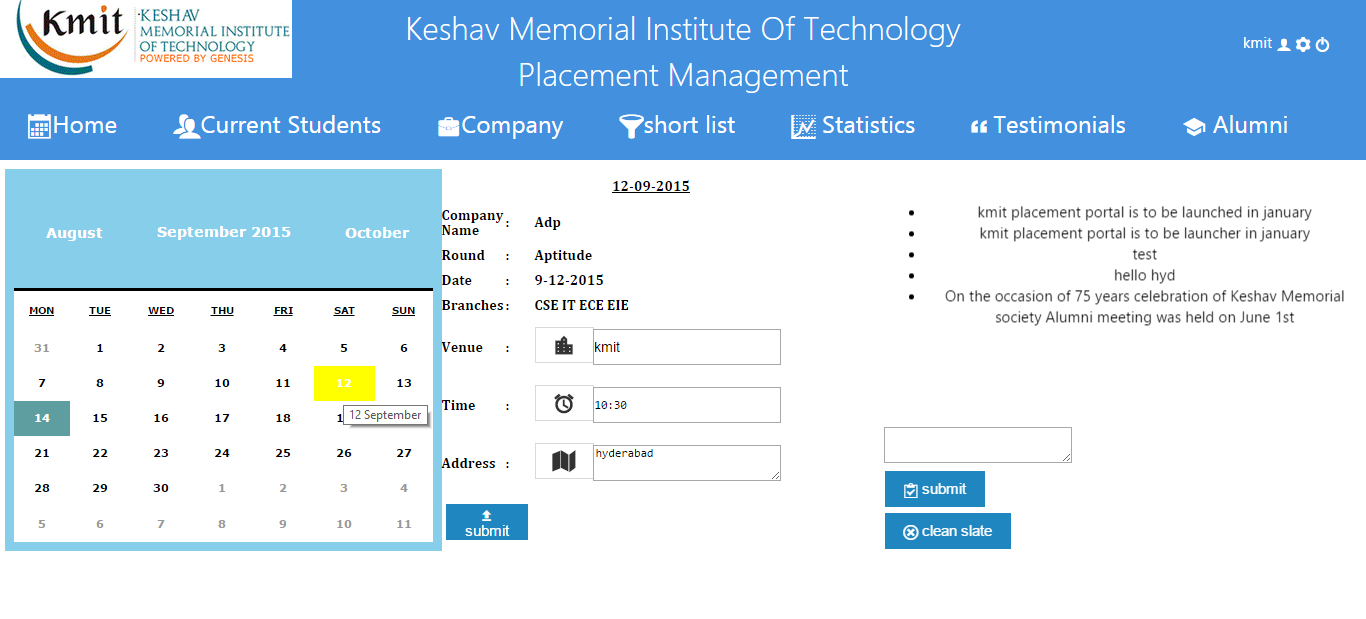 Kmit
KESHAV
MEMORIAL INSTITUTE
OF TECHNOLOGY
POWERED BY GENESIS
Keshav Memorial Institute Of Technology
Placement Management
kmit
Home Current Students Company short list Statistics Testimonials Alumni
August September 2015 October
MON TUE WED THU FRI SAT SUN
31 1 2 3 4 5 6
7 8 9 10 11 12 13
14 15 16 17 18 1
12 September
21 22 23 24 25 26 27
28 29 30 1 2 3 4
5 6 7 8 9 10 11
12-09-2015
Company Name : Adp
Round : Aptitude
Date : 9-12-2015
Branches: CSE IT ECE EIE
Venue : kmit
Time : 10:30
Address : hyderabad
submit
• kmit placement portal is to be launched in january
• kmit placement portal is to be launcher in january
• test
• hello hyd
• On the occasion of 75 years celebration of Keshav Memorial
society Alumni meeting was held on June 1st
submit
clean slate